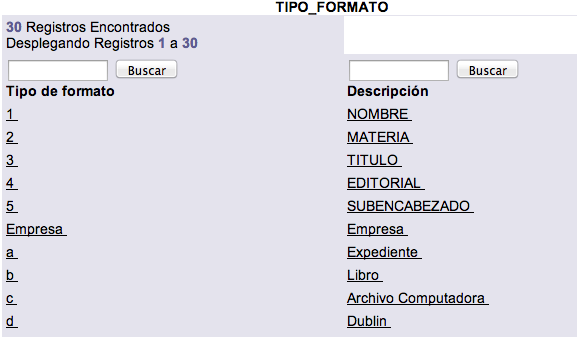 TIPO_FORMATO
30 Registros Encontrados
Desplegando Registros 1 a 30
Buscar Buscar
Tipo de formato Descripción
1 NOMBRE
2 MATERIA
3 TITULO
4 EDITORIAL
5 SUBENCABEZADO
Empresa Empresa
a Expediente
b Libro
c Archivo Computadora
d Dublin